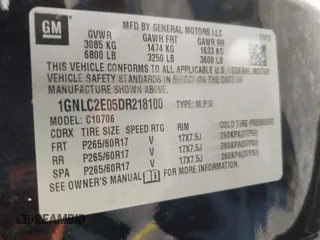 GM
MFD BY GENERAL MOTORS LLC
GVWR GAWR FRT GAWR RR
3085 KG 1474 KG 1633 KG
6800 LB 3250 LB 3600 LB
THIS VEHICLE CONFORMS TO ALL APPLICABLE
U.S. FEDERAL MOTOR VEHICLE SAFETY AND
THEFT PREVENTION STANDARDS IN EFFECT ON
THE DATE OF MANUFACTURE SHOWN ABOVE.
1GNLC2E05DR218100 TYPE: M.P.V.
MODEL: C10706
CDRX TIRE SIZE SPEED RTG RIM COLD TIRE PRESSURE
FRT P265/60R17 V 17X7.5J
RR P265/60R17 V 17X7.5J
SPA P265/60R17 V 17X7.5J
SEE OWNER'S MANUAL FOR MORE INFORMATION